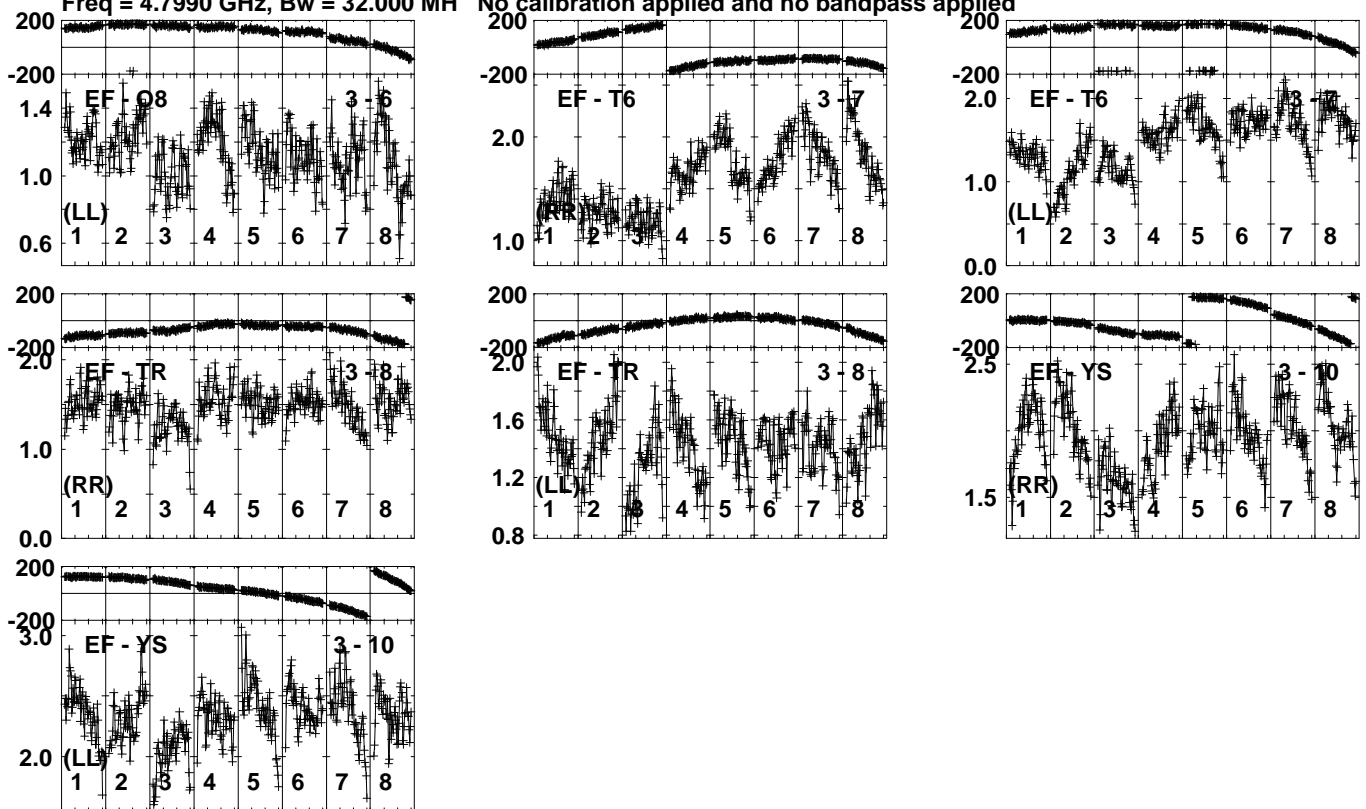 Freq = 4.7990 GHz, Bw = 32.000 MH No calibration applied and no bandpass applied
200
-200
EF - O8 3 - 6
1.4
1.0
0.6
(LL)
1 2 3 4 5 6 7 8
200
-200
EF - T6 3 - 7
2.0
1.0
(RR)
1 2 3 4 5 6 7 8
200
-200
EF - T6 3 - 7
2.0
1.0
0.0
(LL)
1 2 3 4 5 6 7 8
200
-200
2.0
EF - TR 3 - 8
1.0
0.0
(RR)
1 2 3 4 5 6 7 8
200
-200
2.0
EF - TR 3 - 8
1.6
1.2
0.8
(LL)
1 2 3 4 5 6 7 8
200
-200
2.5
EF - YS 3 - 10
1.5
(RR)
1 2 3 4 5 6 7 8
200
-200
3.0
EF - YS 3 - 10
2.0
(LL)
1 2 3 4 5 6 7 8